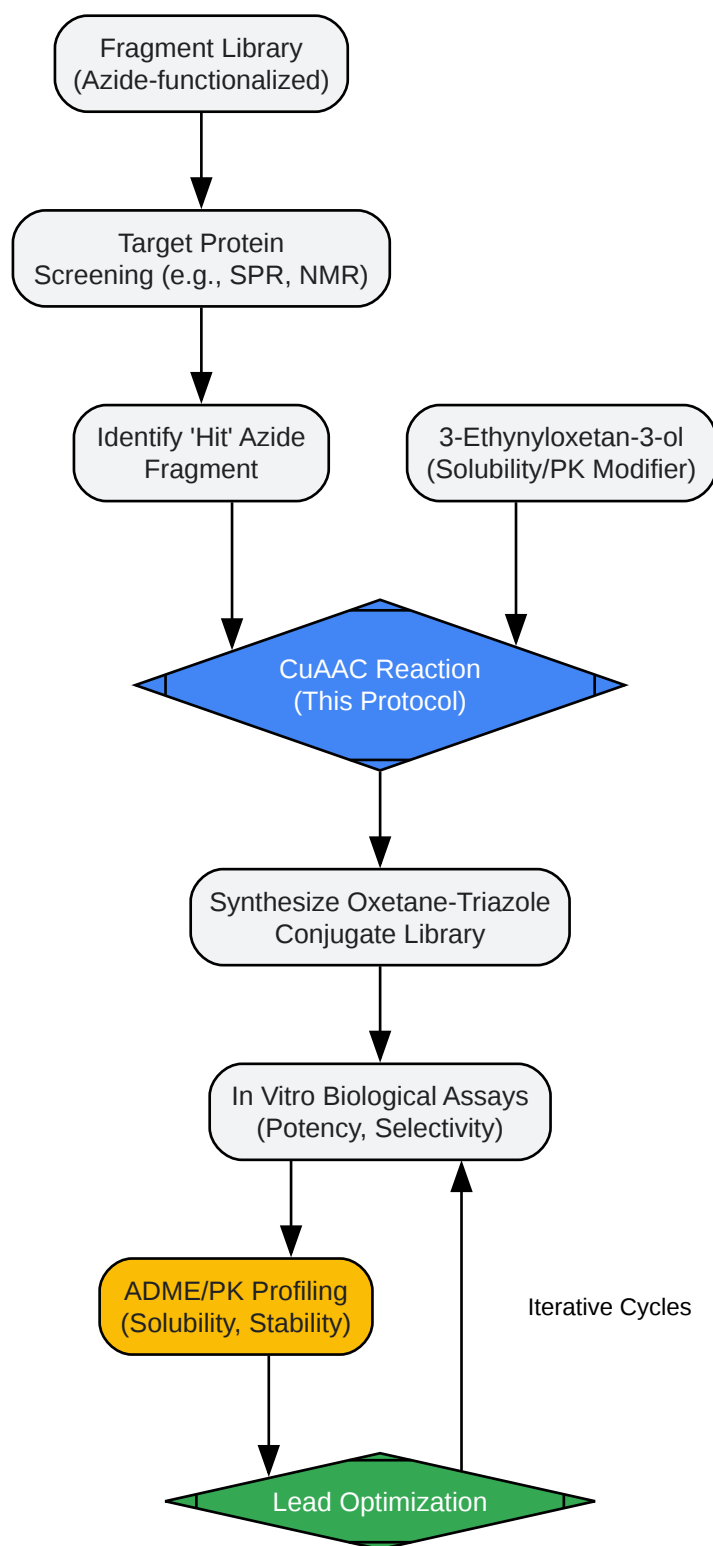 Fragment Library
(Azide-functionalized)
Target Protein
Screening (e.g., SPR, NMR)
Identify 'Hit' Azide
Fragment
3-Ethynyloxetan-3-ol
(Solubility/PK Modifier)
CuAAC Reaction
(This Protocol)
Synthesize Oxetane-Triazole
Conjugate Library
In Vitro Biological Assays
(Potency, Selectivity)
ADME/PK Profiling
(Solubility, Stability)
Iterative Cycles
Lead Optimization